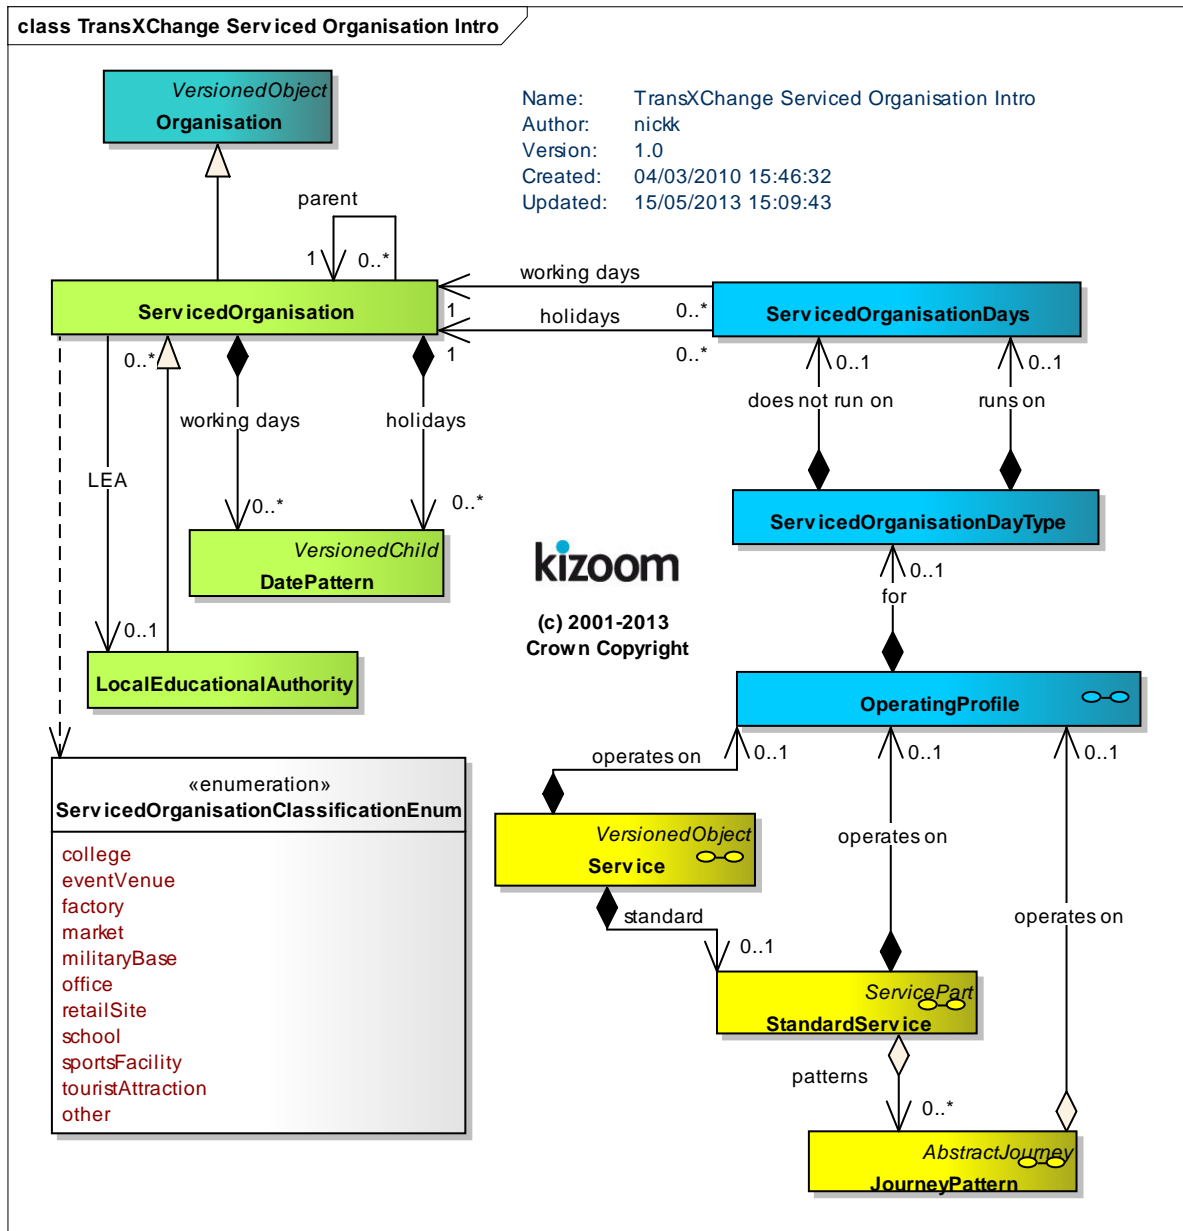 class TransXChange Serviced Organisation Intro
VersionedObject
Organisation
Name: TransXChange Serviced Organisation Intro
Author: nickk
Version: 1.0
Created: 04/03/2010 15:46:32
Updated: 15/05/2013 15:09:43
parent
1
0..*
ServicedOrganisation
working days
1
0..*
holidays
1
0..*
ServicedOrganisationDays
0..*
working days
holidays
LEA
0..*
0..*
0..1
0..1
does not run on
runs on
ServicedOrganisationDayType
VersionedChild
DatePattern
kizoom
(c) 2001-2013
Crown Copyright
0..1
for
0..1
LocalEducationalAuthority
OperatingProfile
operates on
0..1
0..1
0..1
«enumeration»
ServicedOrganisationClassificationEnum
college
eventVenue
factory
market
militaryBase
office
retailSite
school
sportsFacility
touristAttraction
other
VersionedObject
Service
operates on
operates on
standard
0..1
ServicePart
StandardService
patterns
0..*
AbstractJourney
JourneyPattern